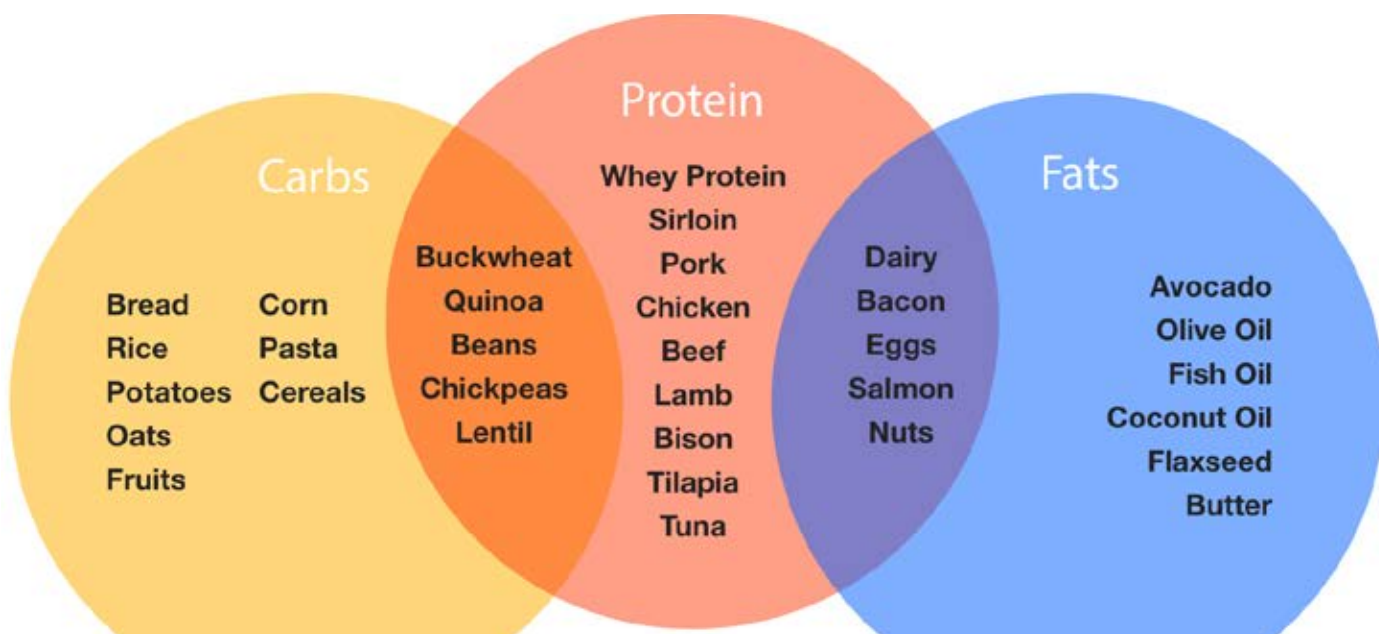 Protein
Carbs
Fats
Bread
Rice
Potatoes
Oats
Fruits
Corn
Pasta
Cereals
Buckwheat
Quinoa
Beans
Chickpeas
Lentil
Whey Protein
Sirloin
Pork
Chicken
Beef
Lamb
Bison
Tilapia
Tuna
Dairy
Bacon
Eggs
Salmon
Nuts
Avocado
Olive Oil
Fish Oil
Coconut Oil
Flaxseed
Butter